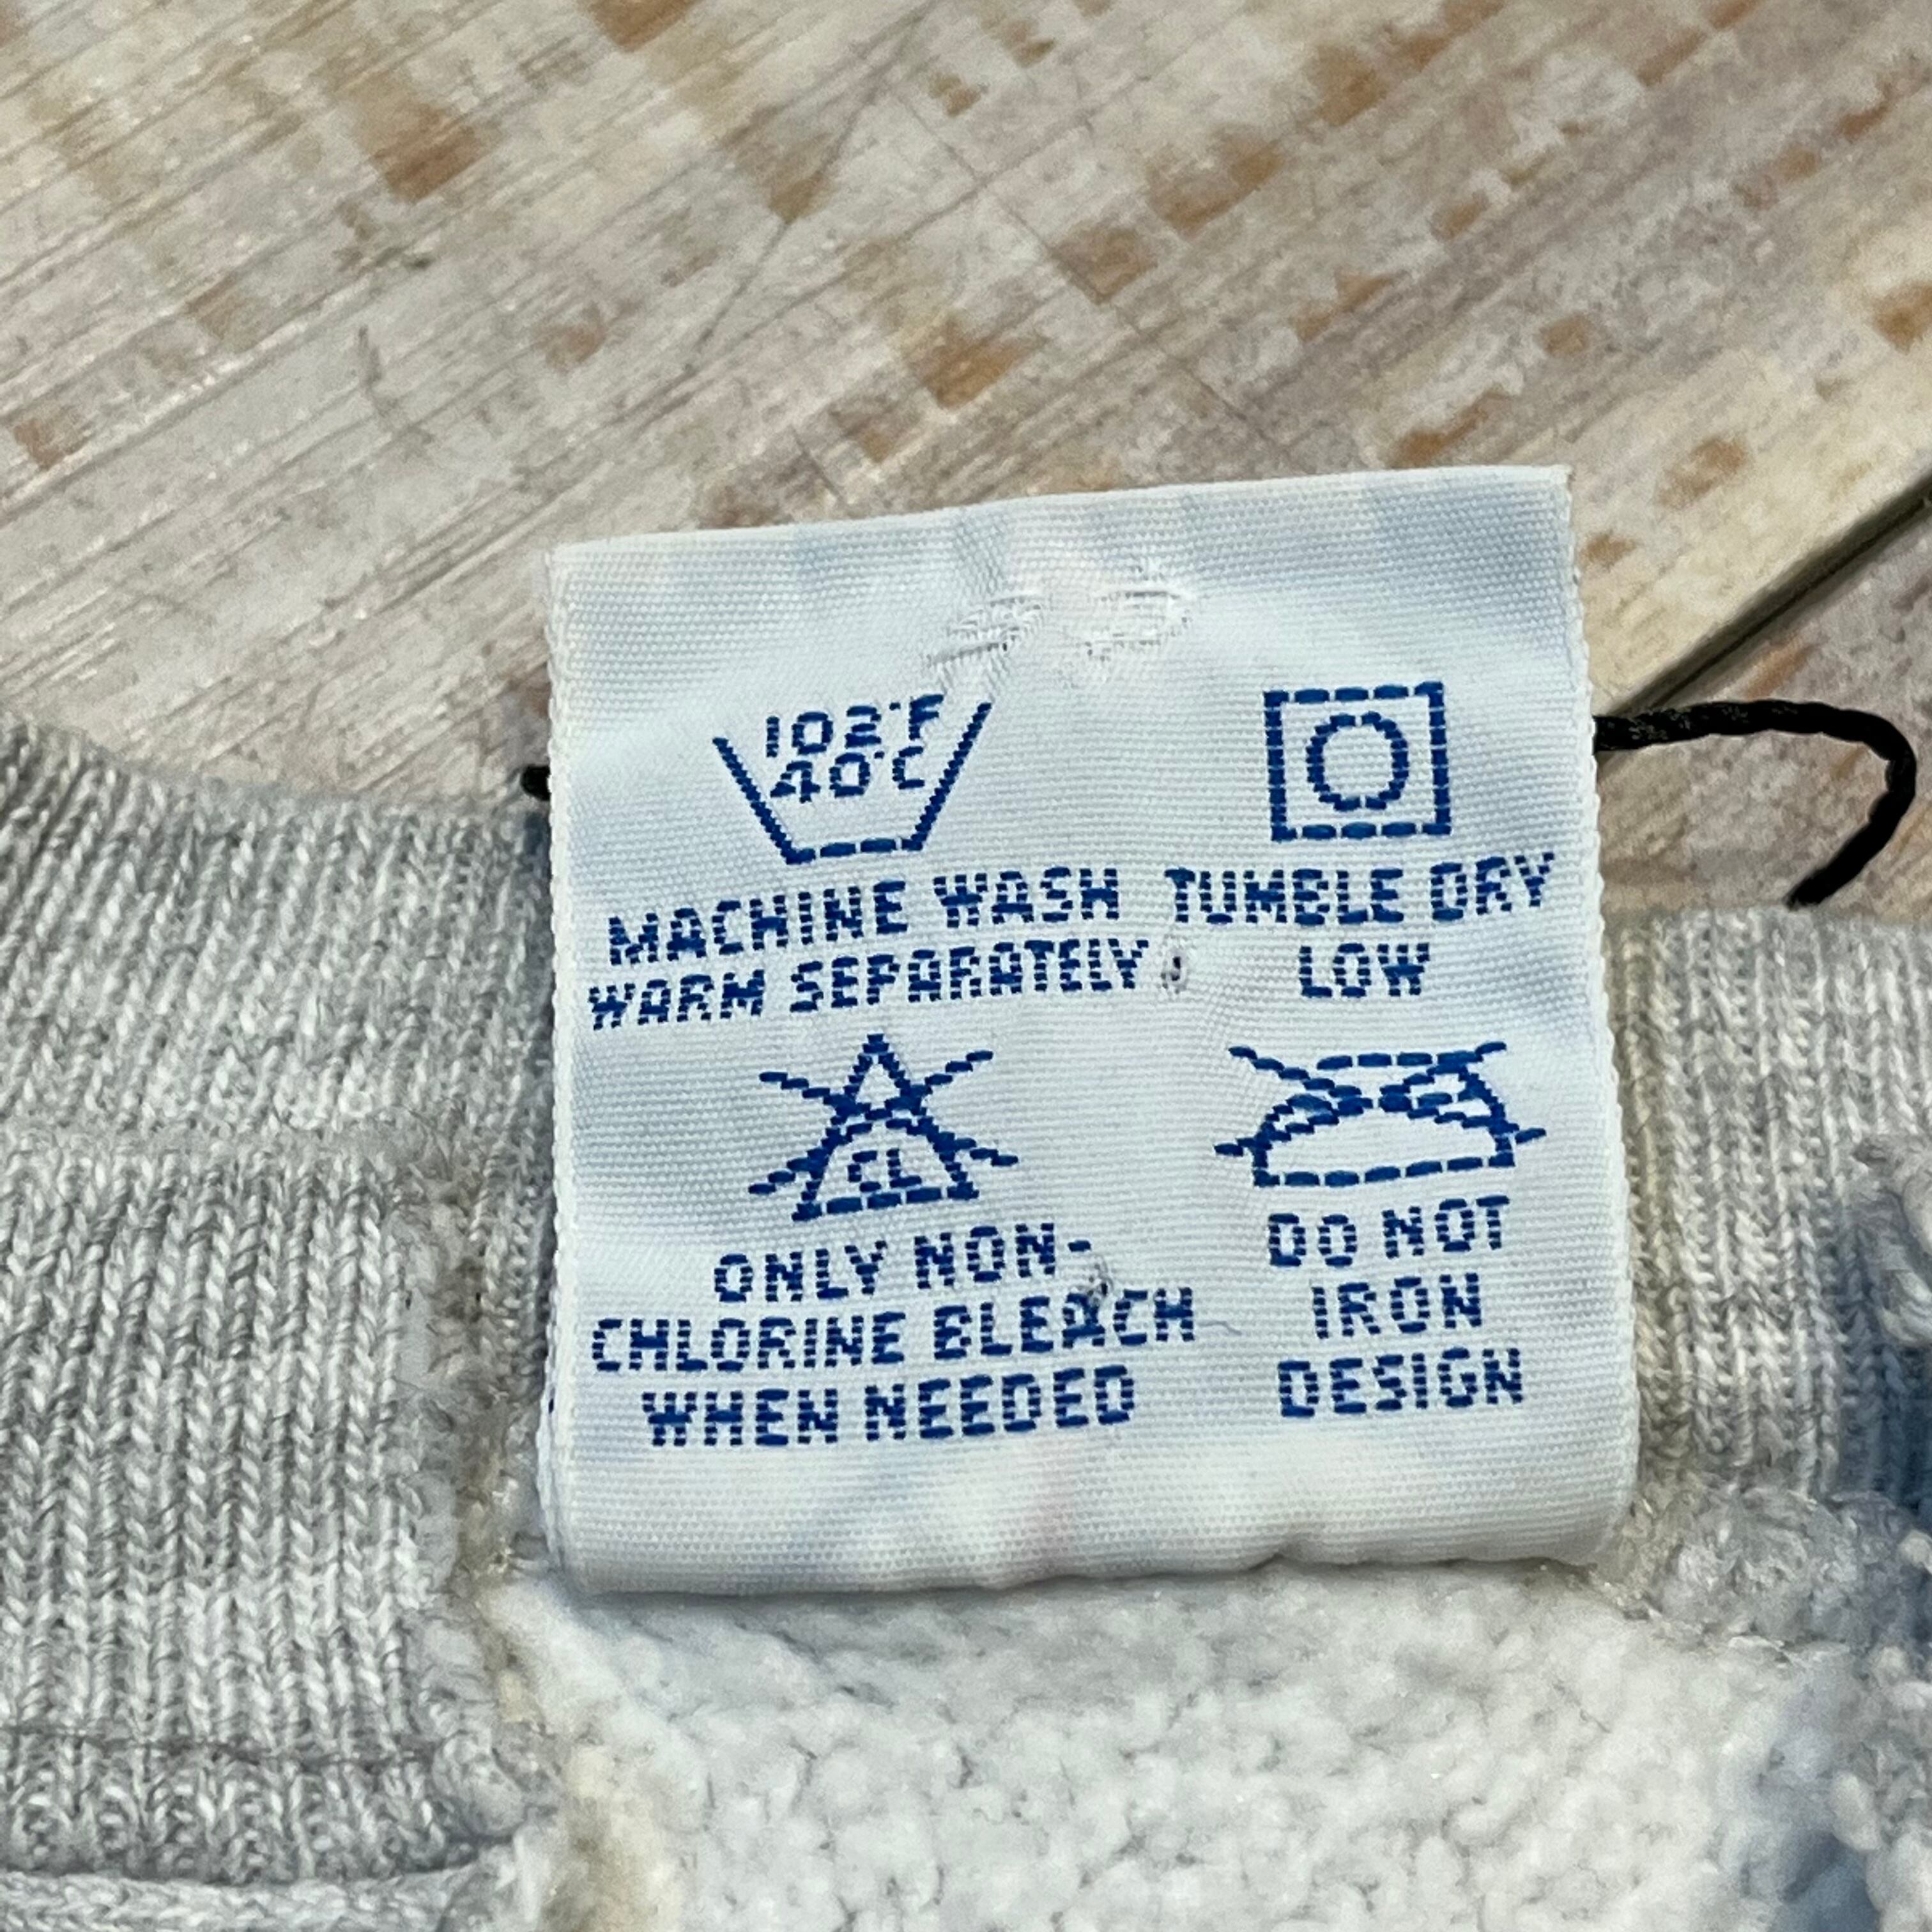 102°F
40°C
MACHINE WASH
WARM SEPARATELY
TUMBLE DRY
LOW
CL
ONLY NON-
CHLORINE BLEACH
WHEN NEEDED
DO NOT
IRON
DESIGN